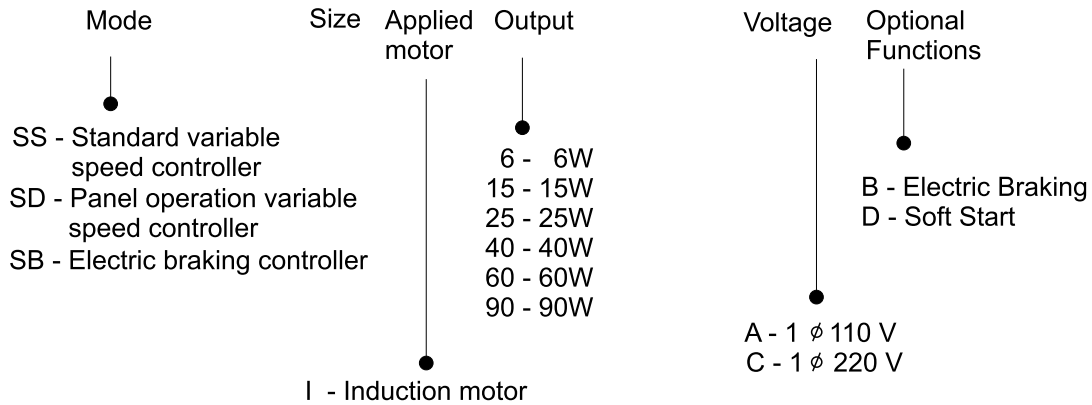 Mode
Size
Applied
motor
Output
Voltage
Optional
Functions
SS - Standard variable
speed controller
SD - Panel operation variable
speed controller
SB - Electric braking controller
6 - 6W
15 - 15W
25 - 25W
40 - 40W
60 - 60W
90 - 90W
B - Electric Braking
D - Soft Start
A - 1 ϕ 110 V
C - 1 ϕ 220 V
I - Induction motor